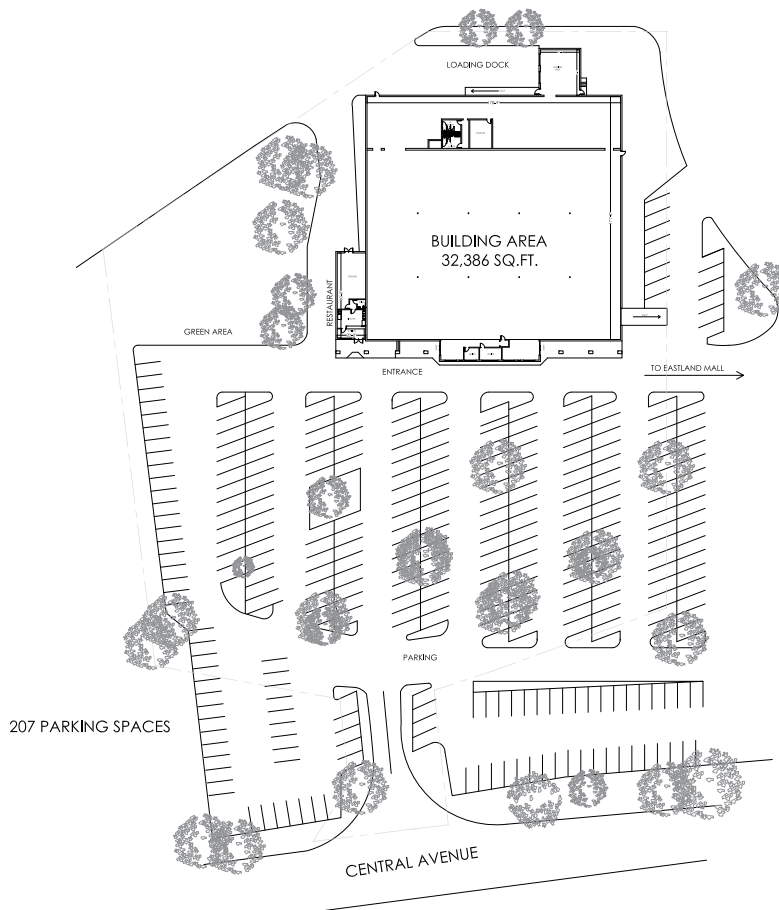 LOADING DOCK
BUILDING AREA
32,386 SQ.FT.
RESTAURANT
GREEN AREA
ENTRANCE
TO EASTLAND MALL
PARKING
207 PARKING SPACES
CENTRAL AVENUE